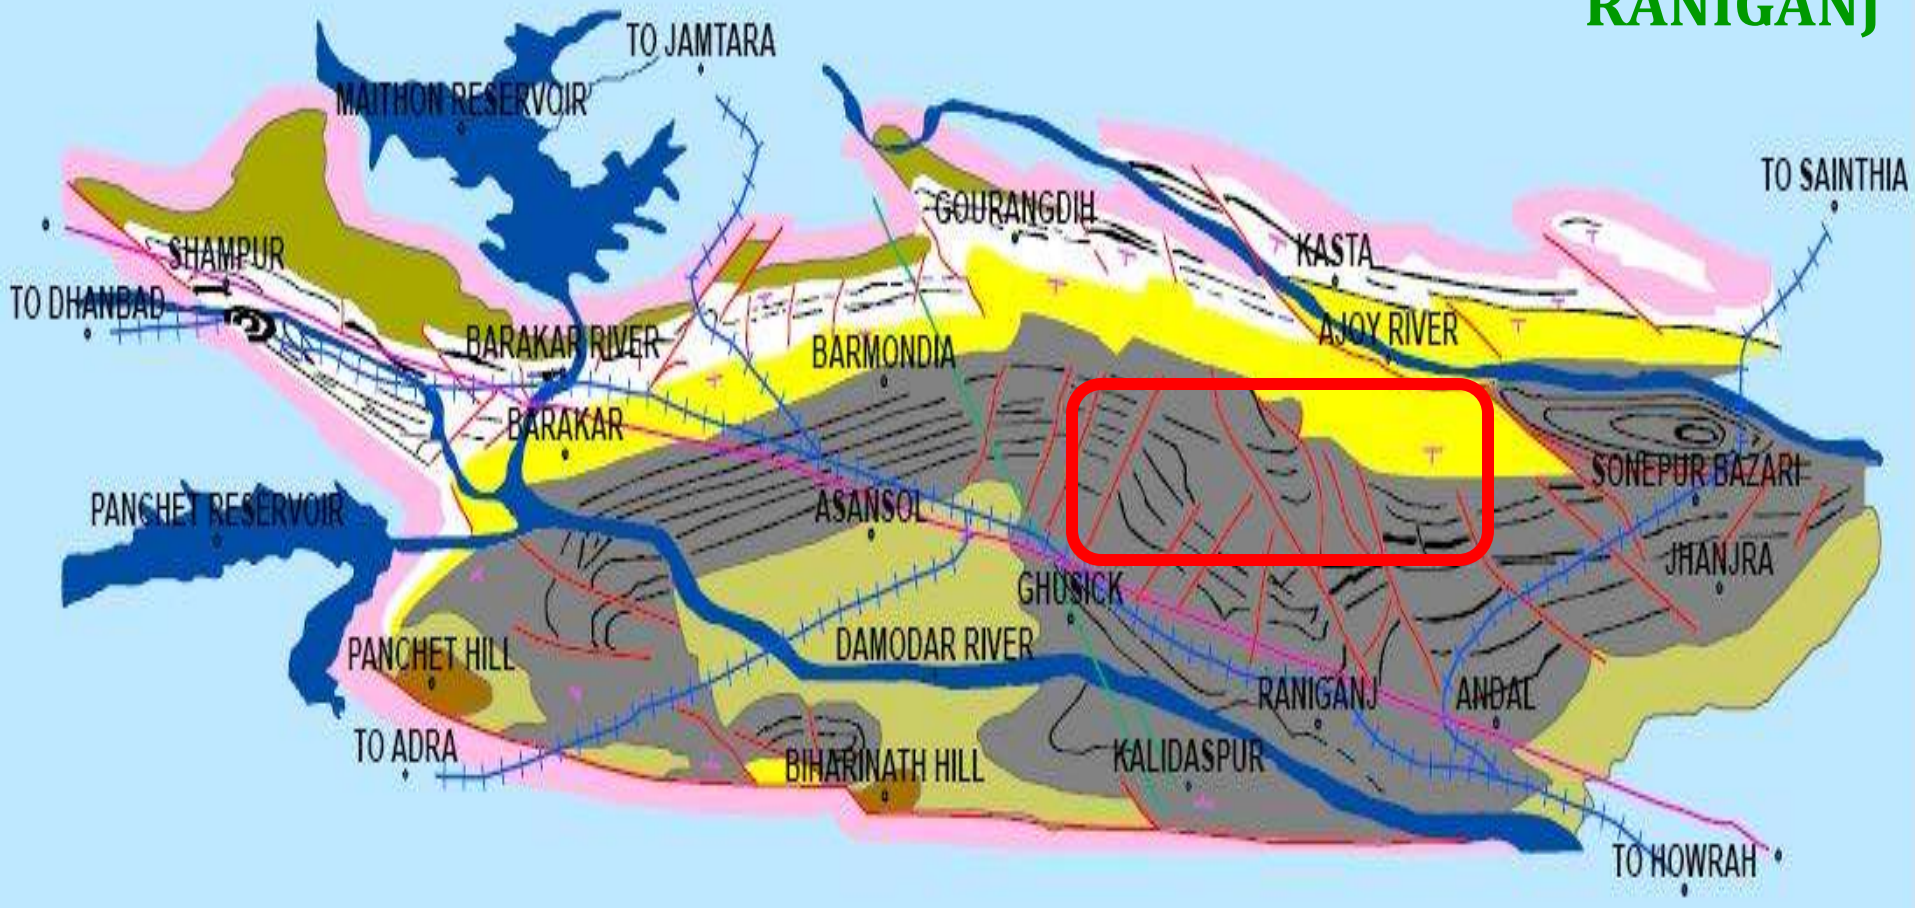 RANIGANJ
TO JAMTARA
MAITHON RESERVOIR
TO SAINTHIA
GOURANGDIH
SHAMPUR
KASTA
TO DHANBAD
BARAKAR RIVER
AJOY RIVER
BARMONDIA
BARAKAR
SONEPUR BAZARI
PANCHET RESERVOIR
ASANSOL
JHANJRA
GHUSICK
DAMODAR RIVER
PANCHET HILL
RANIGANJ
ANDAL
TO ADRA
BIHARINATH HILL
KALIDASPUR
TO HOWRAH